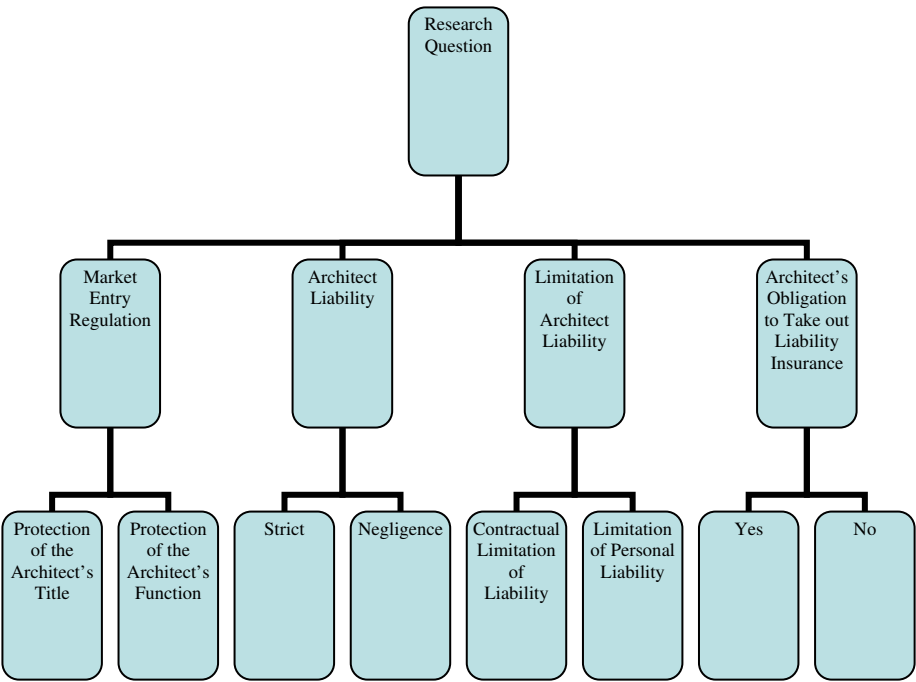 Research
Question
Market
Entry
Regulation
Architect
Liability
Limitation
of
Architect
Liability
Architect’s
Obligation
to Take out
Liability
Insurance
Protection
of the
Architect’s
Title
Protection
of the
Architect’s
Function
Strict
Negligence
Contractual
Limitation
of
Liability
Limitation
of Personal
Liability
Yes
No